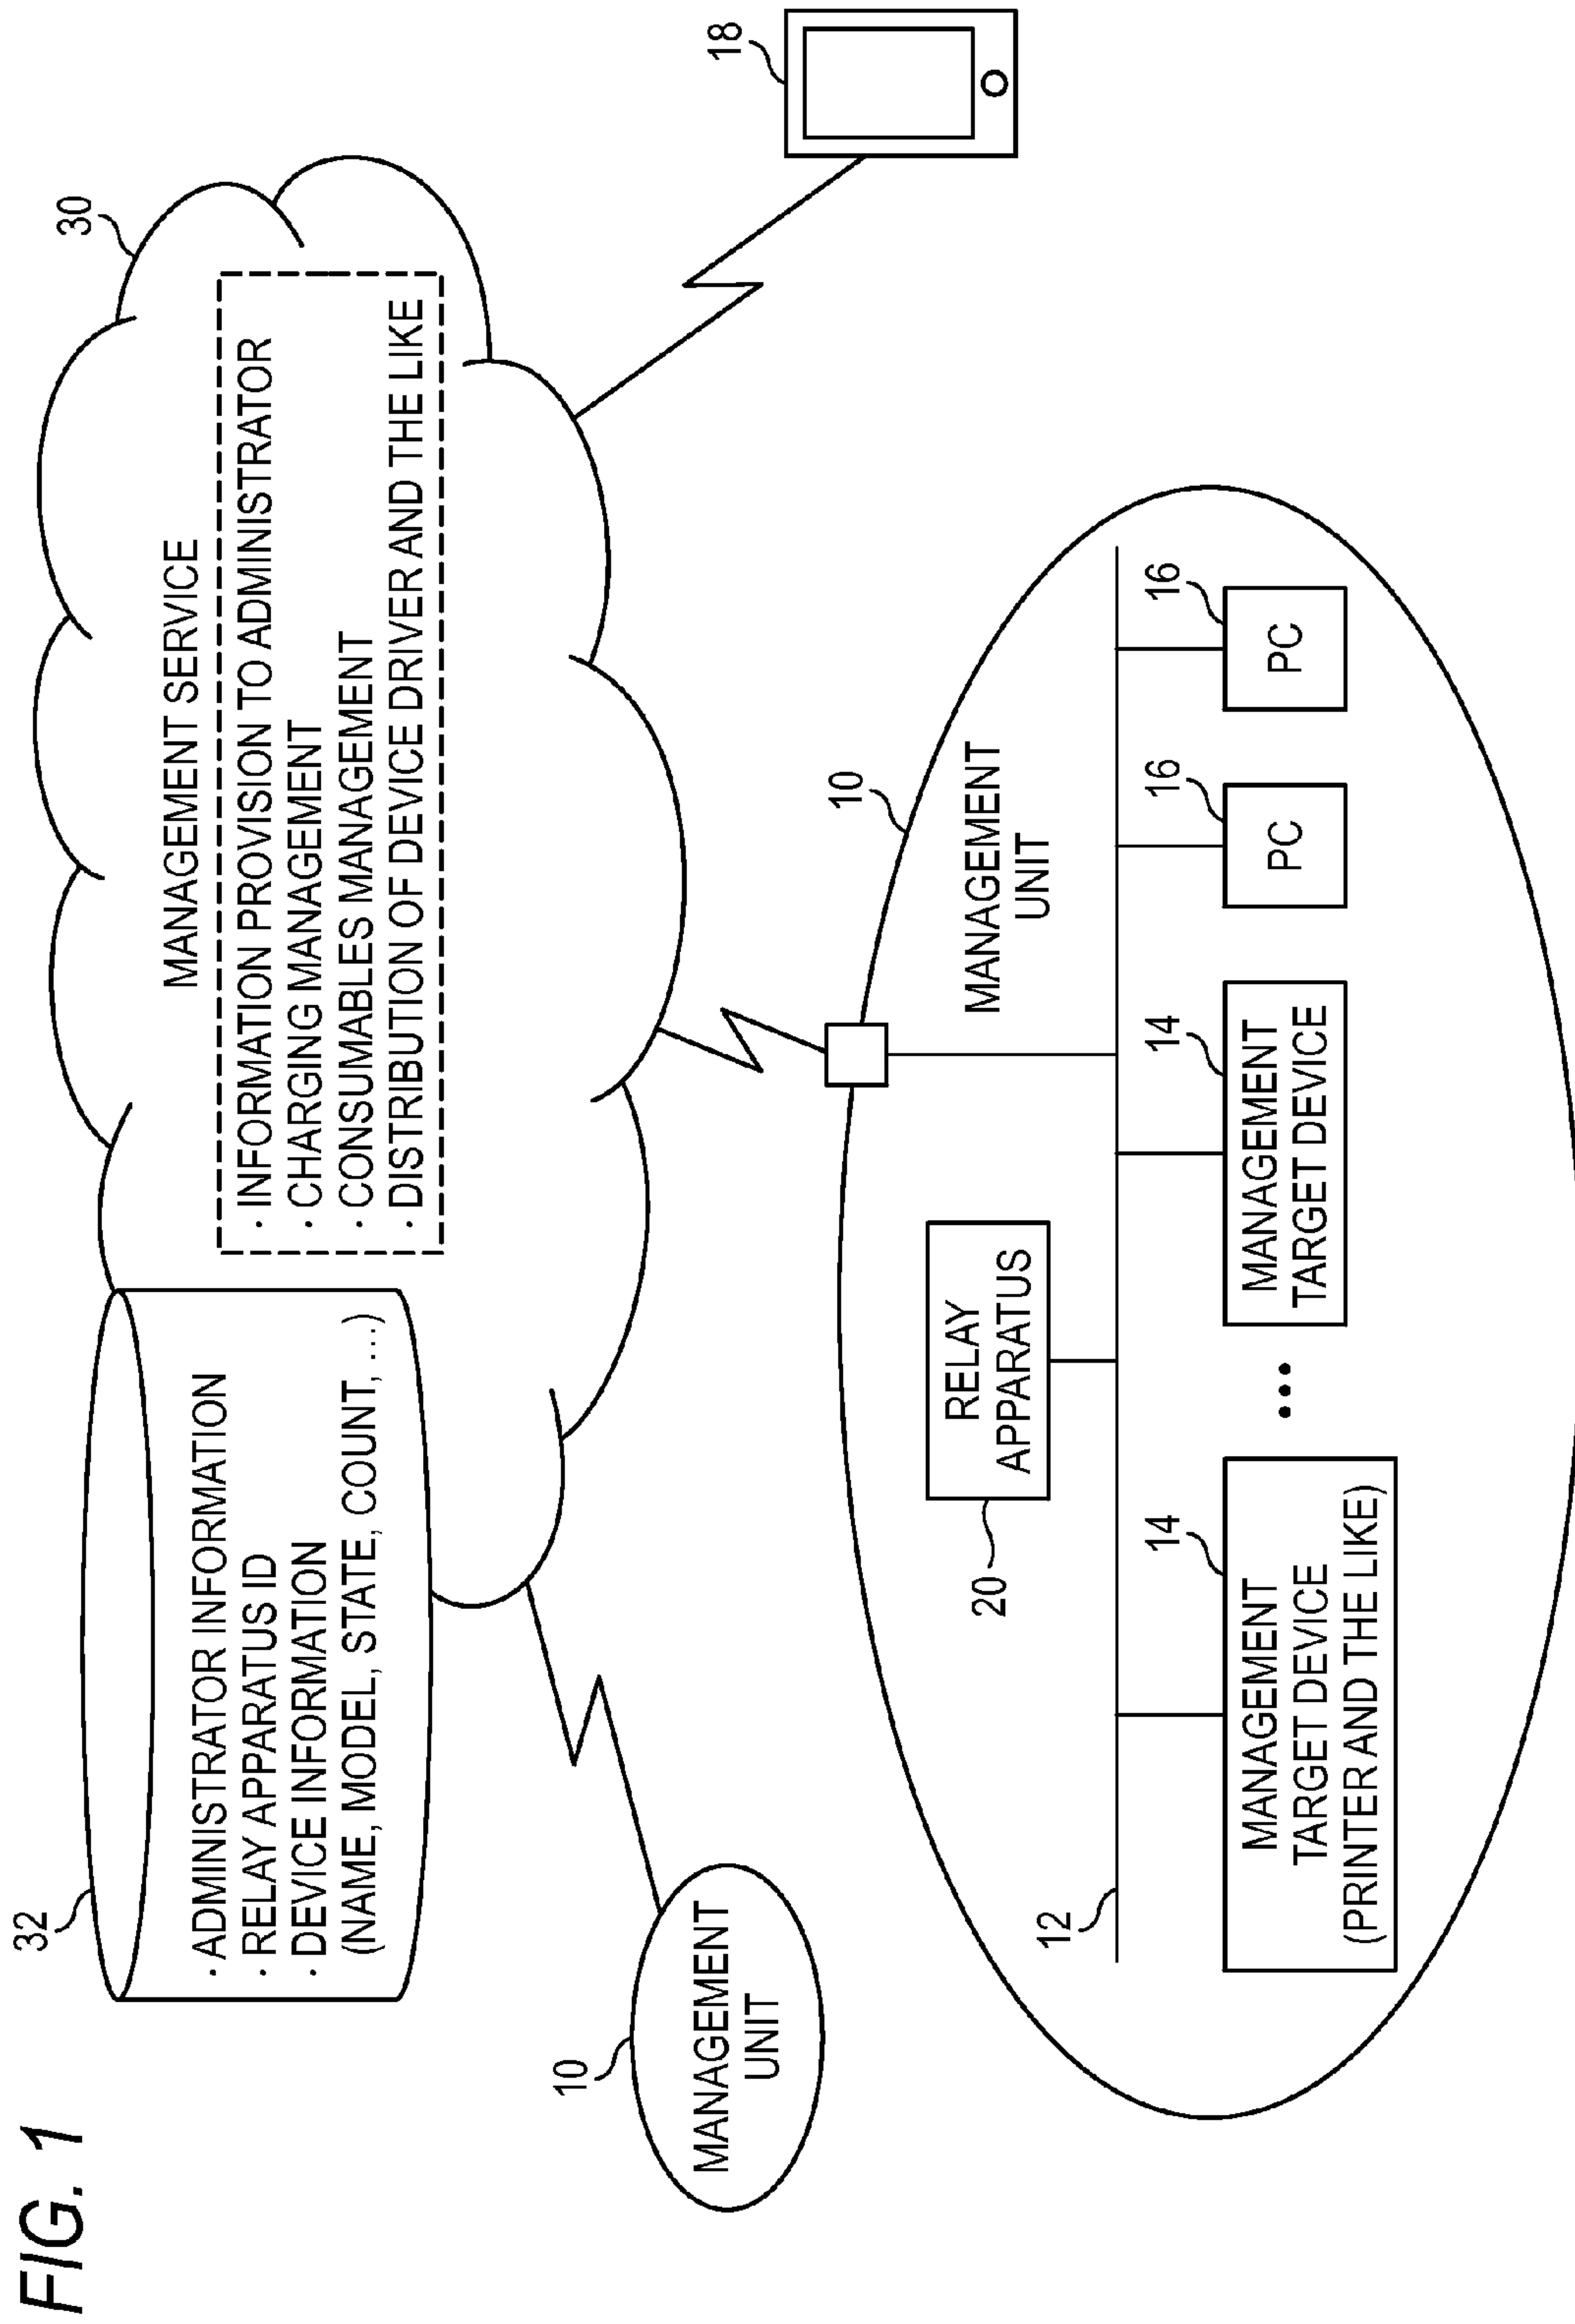 FIG. 1
32
· ADMINISTRATOR INFORMATION
· RELAY APPARATUS ID
· DEVICE INFORMATION
(NAME, MODEL, STATE, COUNT, ...)
30
MANAGEMENT SERVICE
· INFORMATION PROVISION TO ADMINISTRATOR
· CHARGING MANAGEMENT
· CONSUMABLES MANAGEMENT
· DISTRIBUTION OF DEVICE DRIVER AND THE LIKE
18
10
MANAGEMENT
UNIT
10
MANAGEMENT
UNIT
20
RELAY
APPARATUS
12
14
MANAGEMENT
TARGET DEVICE
(PRINTER AND THE LIKE)
...
14
MANAGEMENT
TARGET DEVICE
16
PC
16
PC